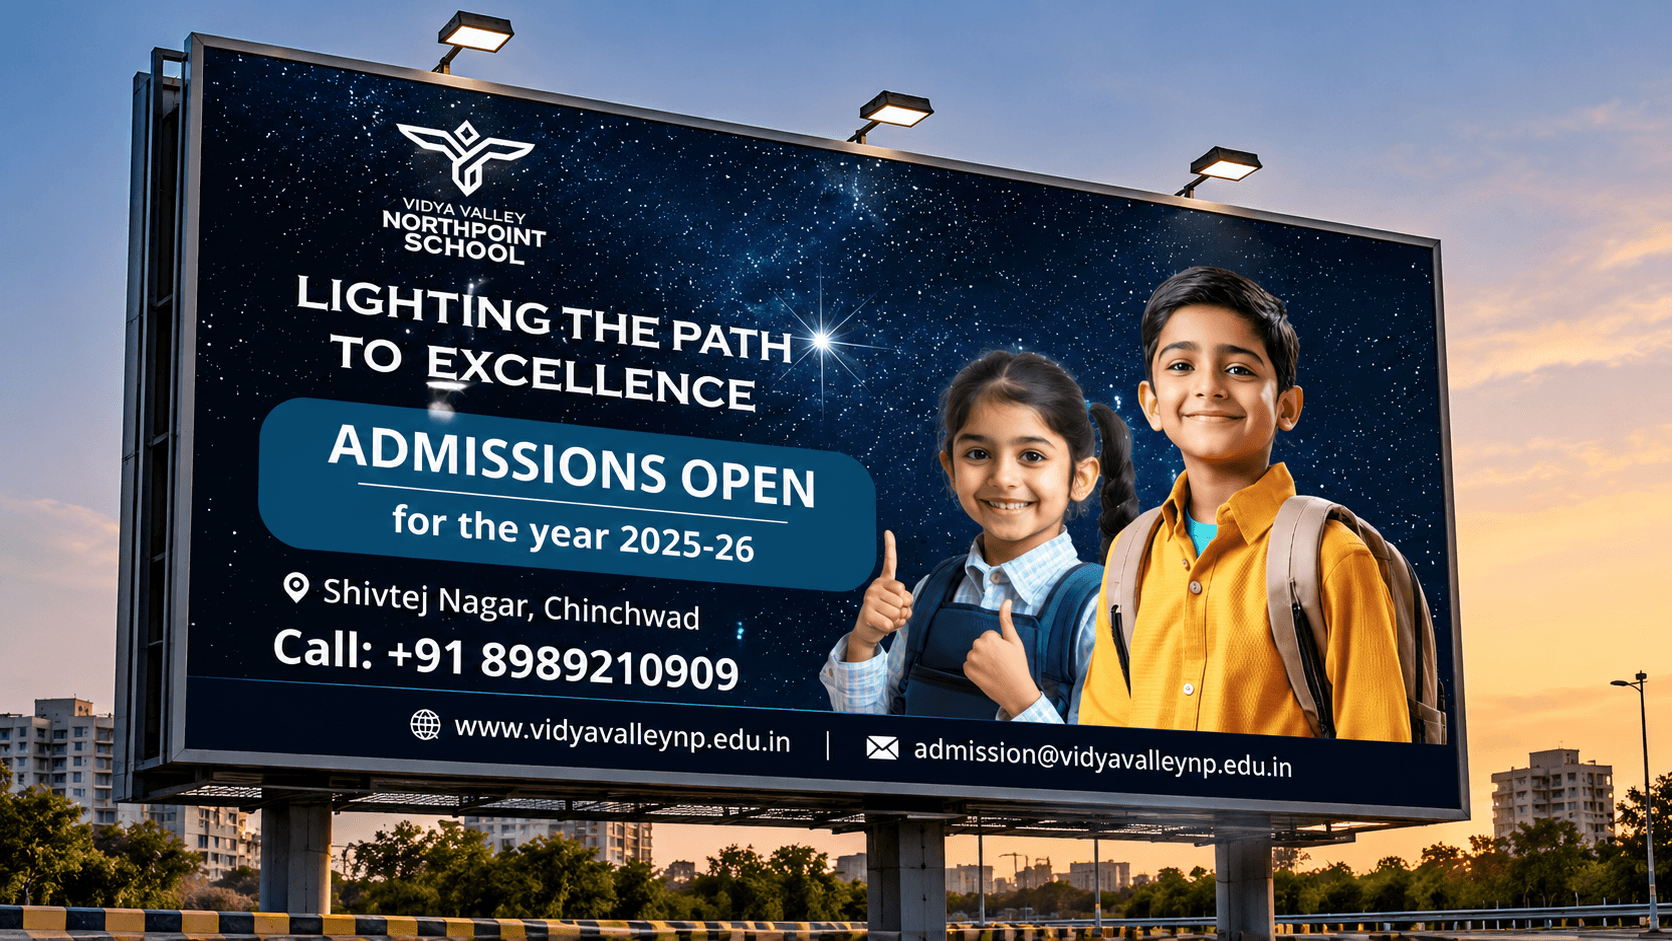 VIDYA VALLEY
NORTHPOINT
SCHOOL
LIGHTING THE PATH
TO EXCELLENCE
ADMISSIONS OPEN
for the year 2025-26
Shivtej Nagar, Chinchwad
Call: +91 8989210909
www.vidyavalleynp.edu.in | admission@vidyavalleynp.edu.in